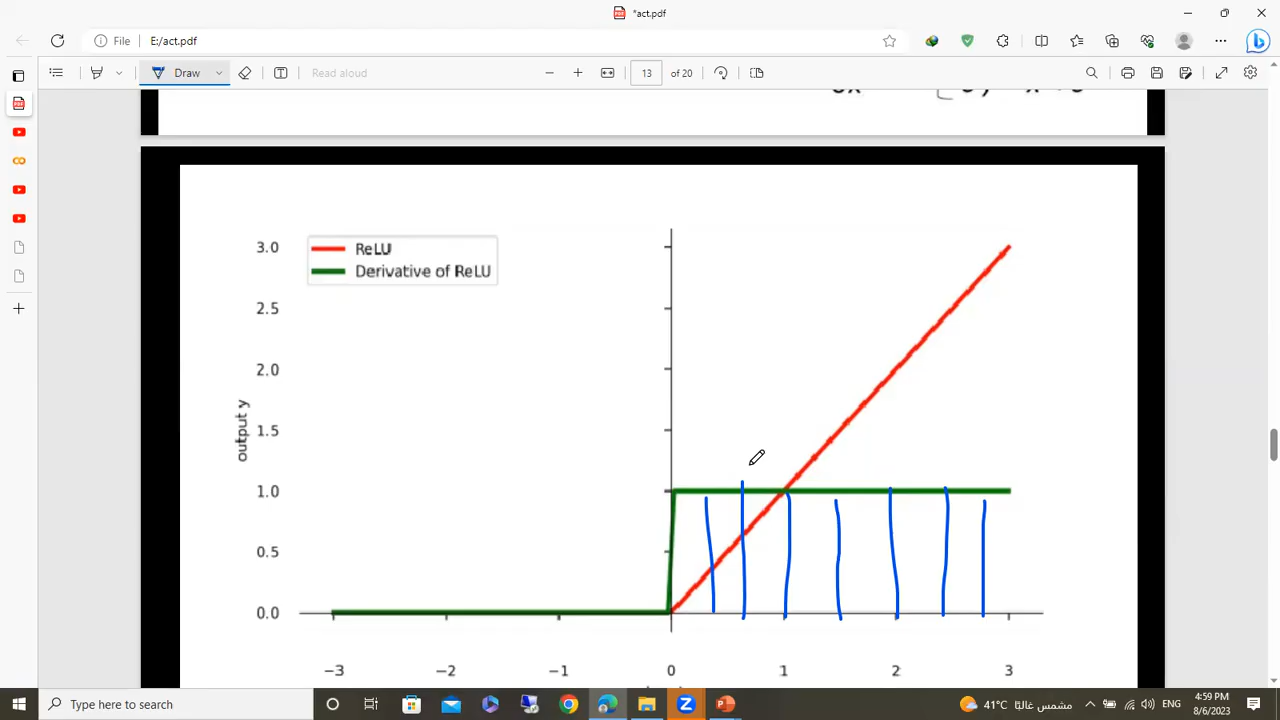 *act.pdf
File E:/act.pdf
Draw Read aloud 13 of 20
3.0
ReLU
Derivative of ReLU
2.5
2.0
1.5
output y
1.0
0.5
0.0
−3 −2 −1 0 1 2 3
Type here to search
41°C مشمس غالبًا
ENG
4:59 PM
8/6/2023